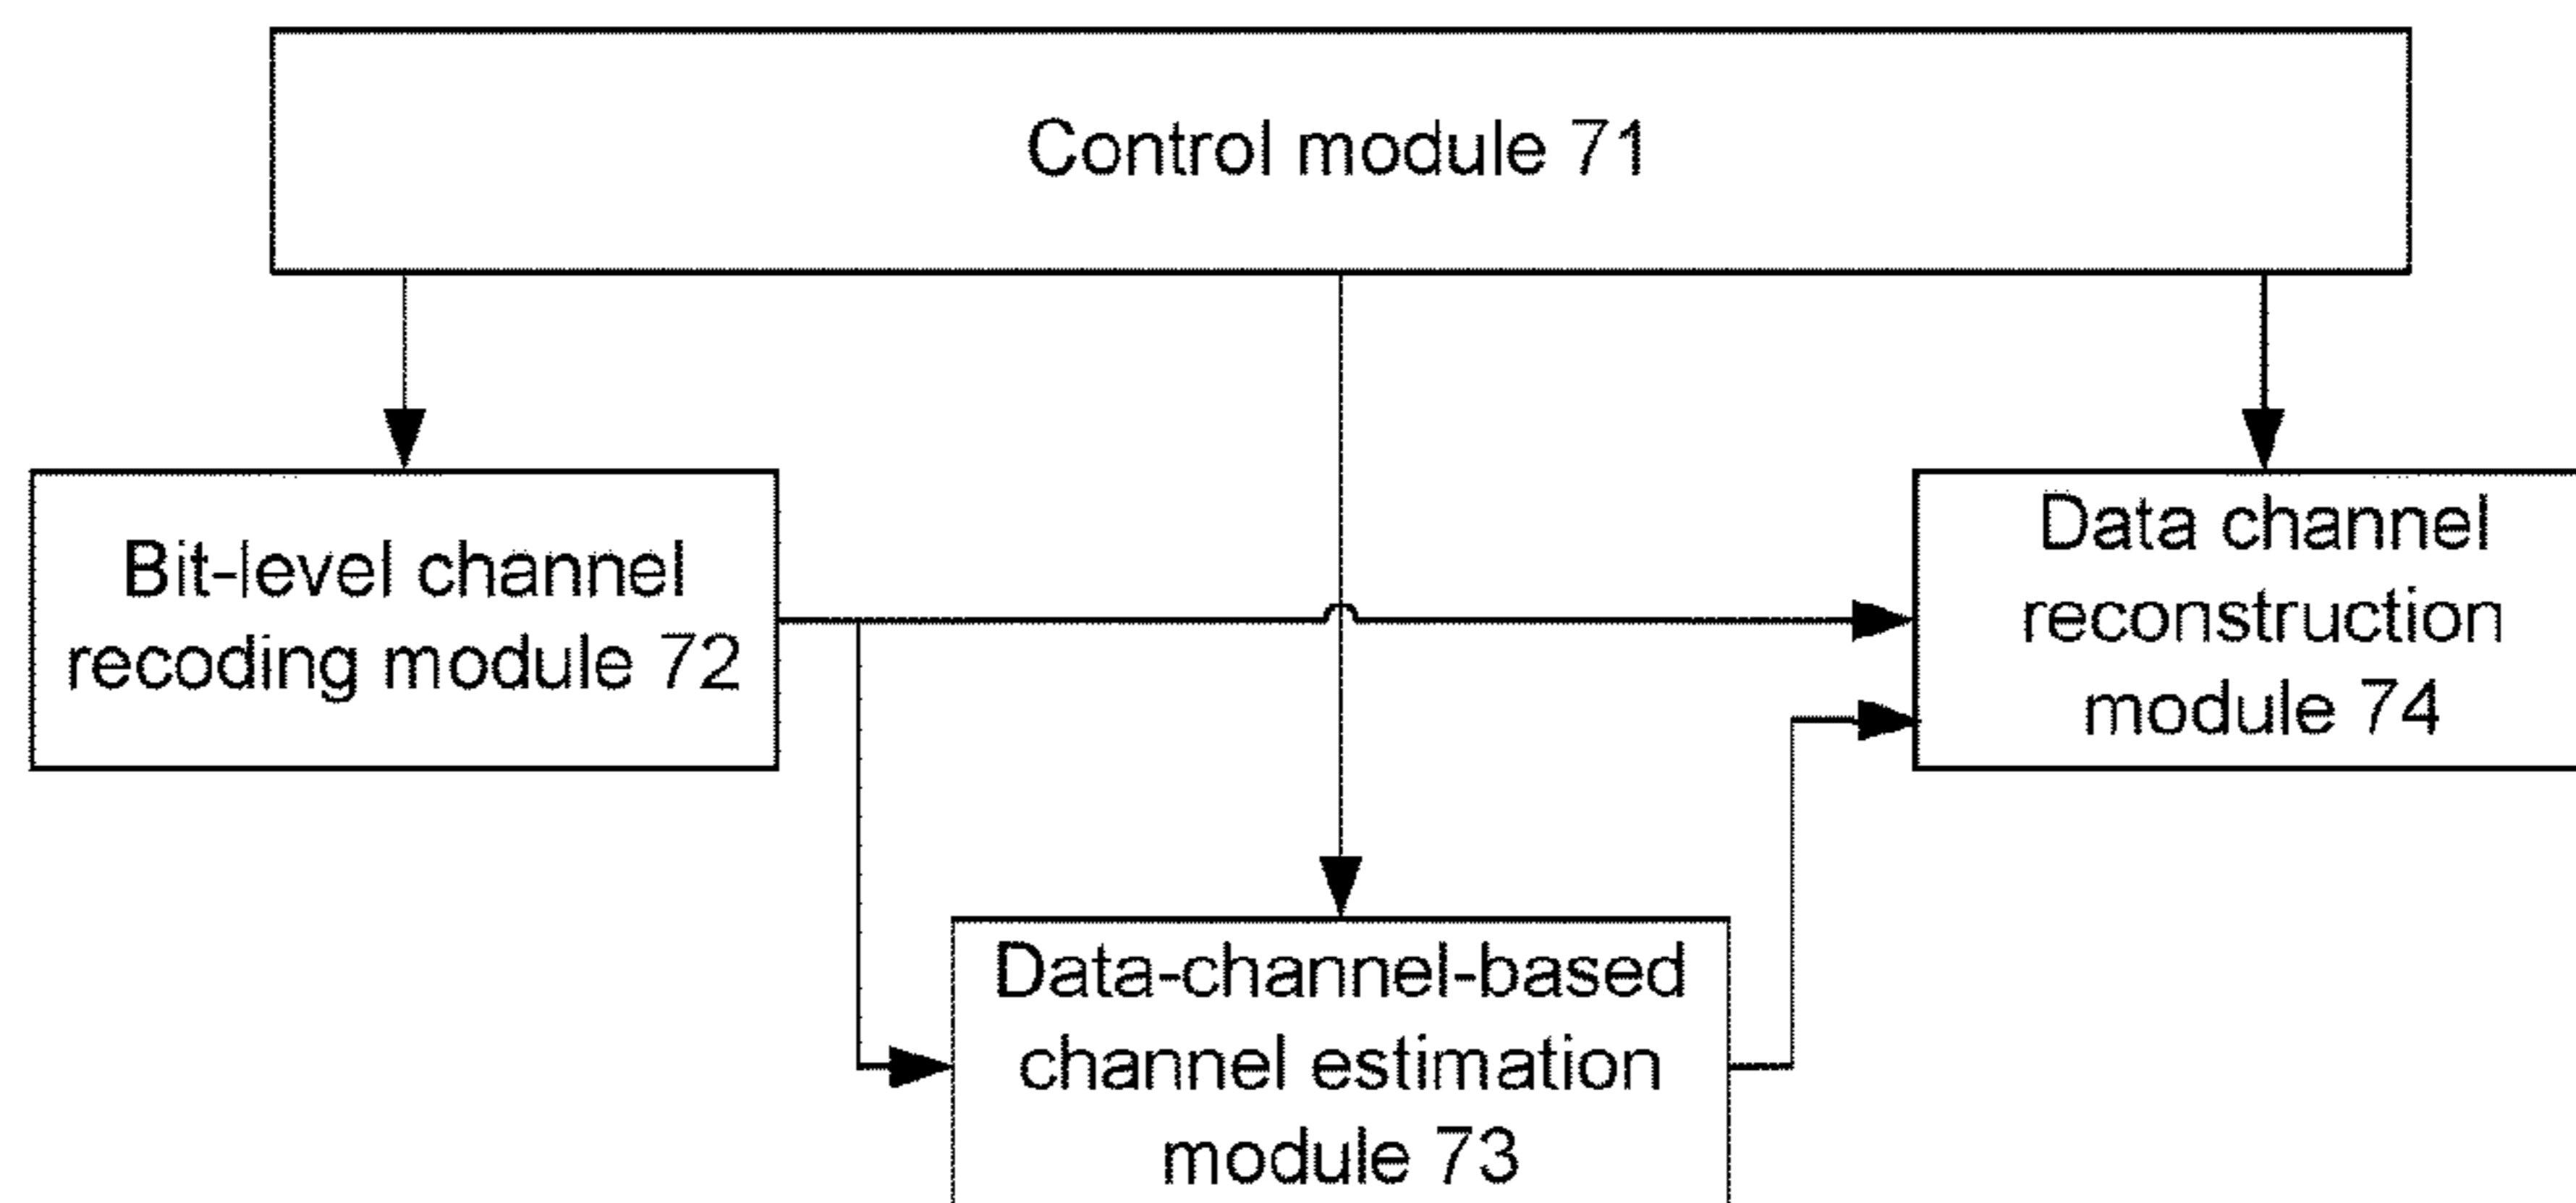 Control module 71
Bit-level channel
recoding module 72
Data channel
reconstruction
module 74
Data-channel-based
channel estimation
module 73